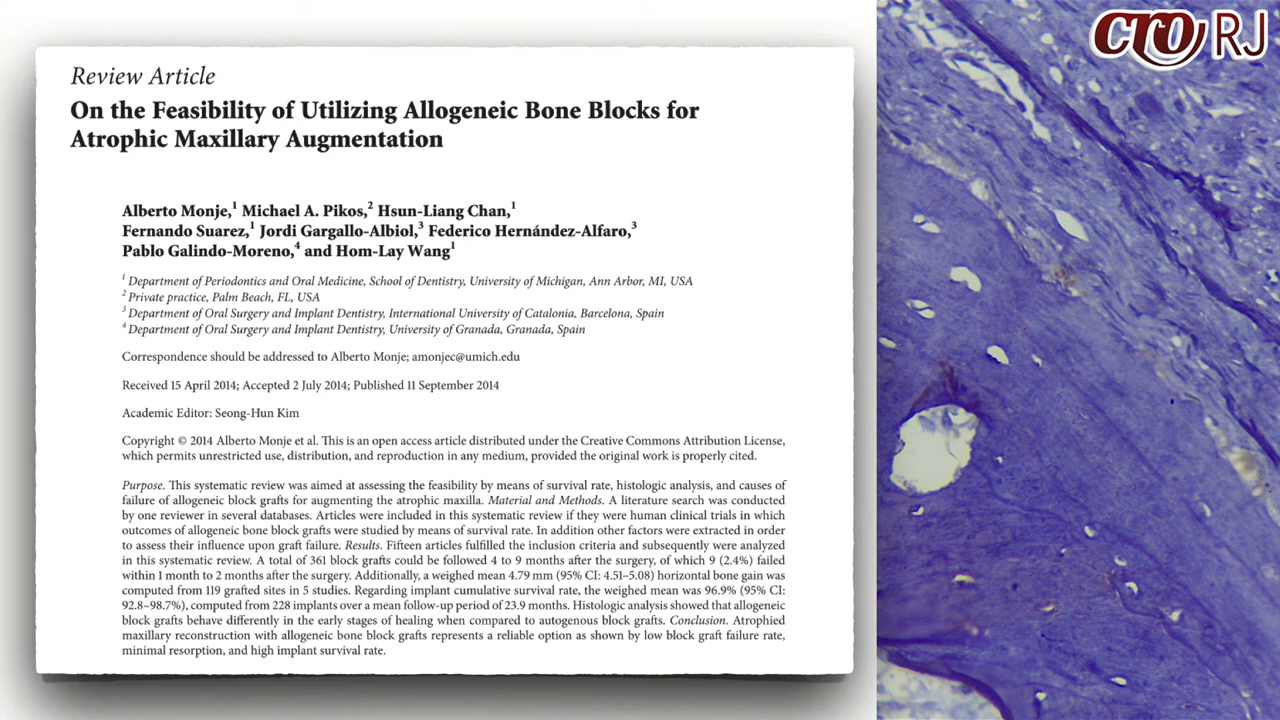 Review Article
On the Feasibility of Utilizing Allogeneic Bone Blocks for
Atrophic Maxillary Augmentation
Alberto Monje,1 Michael A. Pikos,2 Hsun-Liang Chan,1
Fernando Suarez,1 Jordi Gargallo-Albiol,3 Federico Hernández-Alfaro,3
Pablo Galindo-Moreno,4 and Hom-Lay Wang1
1 Department of Periodontics and Oral Medicine, School of Dentistry, University of Michigan, Ann Arbor, MI, USA
2 Private practice, Palm Beach, FL, USA
3 Department of Oral Surgery and Implant Dentistry, International University of Catalonia, Barcelona, Spain
4 Department of Oral Surgery and Implant Dentistry, University of Granada, Granada, Spain
Correspondence should be addressed to Alberto Monje; amonjec@umich.edu
Received 15 April 2014; Accepted 2 July 2014; Published 11 September 2014
Academic Editor: Seong-Hun Kim
Copyright © 2014 Alberto Monje et al. This is an open access article distributed under the Creative Commons Attribution License,
which permits unrestricted use, distribution, and reproduction in any medium, provided the original work is properly cited.
Purpose. This systematic review was aimed at assessing the feasibility by means of survival rate, histologic analysis, and causes of
failure of allogeneic block grafts for augmenting the atrophic maxilla. Material and Methods. A literature search was conducted
by one reviewer in several databases. Articles were included in this systematic review if they were human clinical trials in which
outcomes of allogeneic bone block grafts were studied by means of survival rate. In addition other factors were extracted in order
to assess their influence upon graft failure. Results. Fifteen articles fulfilled the inclusion criteria and subsequently were analyzed
in this systematic review. A total of 361 block grafts could be followed 4 to 9 months after the surgery, of which 9 (2.4%) failed
within 1 month to 2 months after the surgery. Additionally, a weighed mean 4.79 mm (95% CI: 4.51–5.08) horizontal bone gain was
computed from 119 grafted sites in 5 studies. Regarding implant cumulative survival rate, the weighed mean was 96.9% (95% CI:
92.8–98.7%), computed from 228 implants over a mean follow-up period of 23.9 months. Histologic analysis showed that allogeneic
block grafts behave differently in the early stages of healing when compared to autogenous block grafts. Conclusion. Atrophied
maxillary reconstruction with allogeneic bone block grafts represents a reliable option as shown by low block graft failure rate,
minimal resorption, and high implant survival rate.
CTO RJ